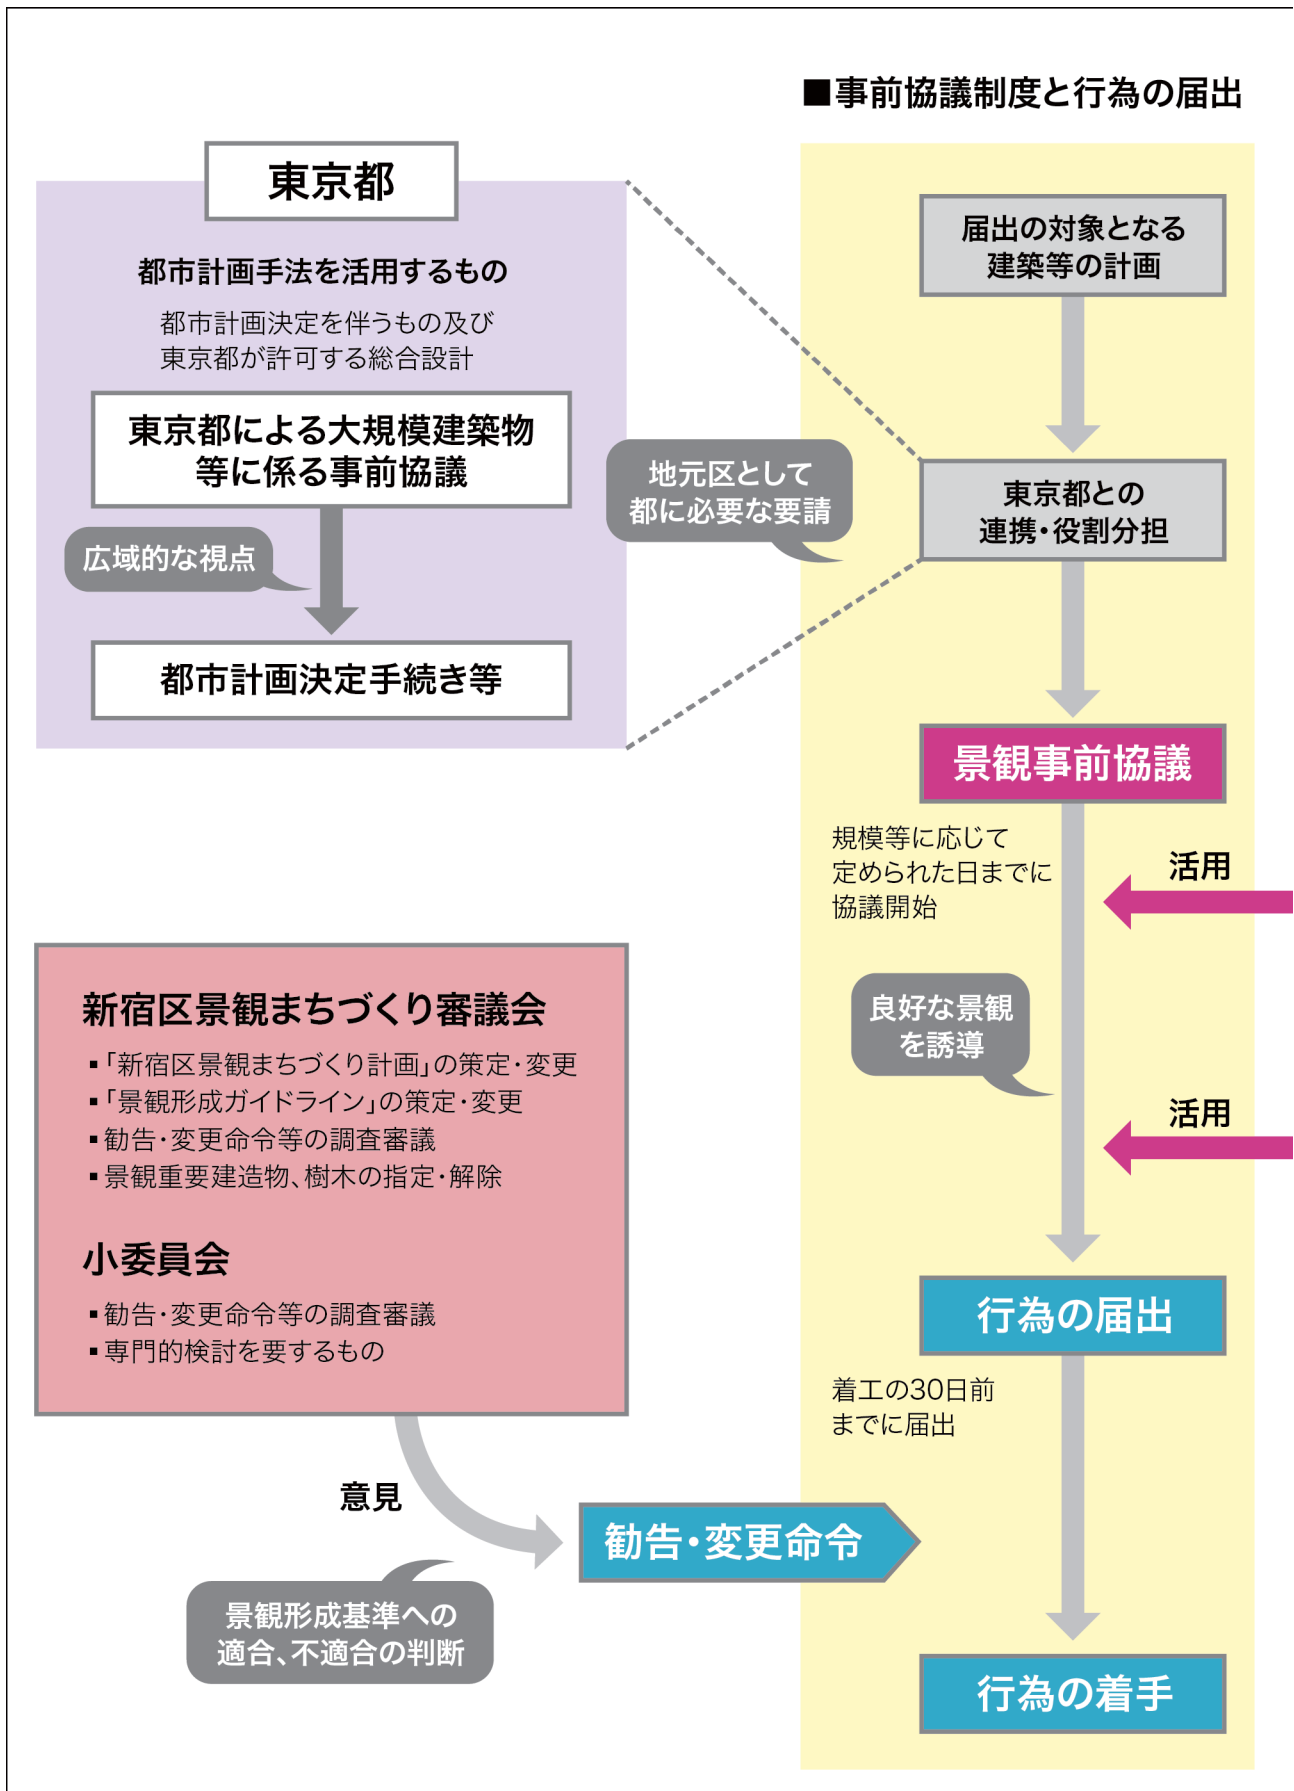 ■事前協議制度と行為の届出
東京都
都市計画手法を活用するもの
都市計画決定を伴うもの及び
東京都が許可する総合設計
東京都による大規模建築物
等に係る事前協議
広域的な視点
都市計画決定手続き等
地元区として
都に必要な要請
届出の対象となる
建築等の計画
東京都との
連携・役割分担
景観事前協議
規模等に応じて
定められた日までに
協議開始
活用
良好な景観
を誘導
活用
行為の届出
着工の30日前
までに届出
新宿区景観まちづくり審議会
▪「新宿区景観まちづくり計画」の策定・変更
▪「景観形成ガイドライン」の策定・変更
▪勧告・変更命令等の調査審議
▪景観重要建造物、樹木の指定・解除
小委員会
▪勧告・変更命令等の調査審議
▪専門的検討を要するもの
意見
勧告・変更命令
景観形成基準への
適合、不適合の判断
行為の着手